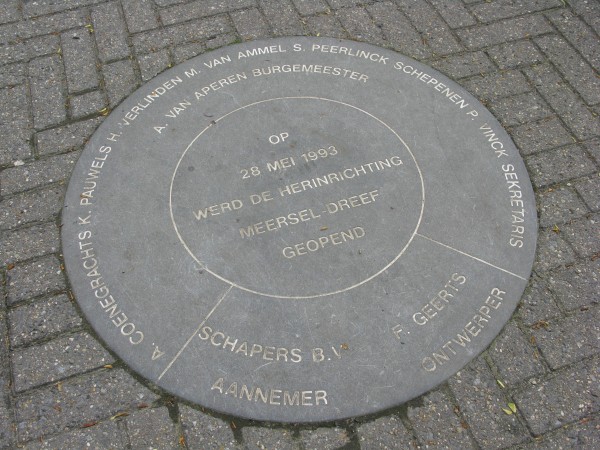 A. COENEGRACHTS K. PAUWELS H. VERLINDEN M. VAN AMMEL S. PEERLINCK SCHEPENEN P. VINCK SEKRETARIS
A. VAN APEREN BURGEMEESTER
OP
28 MEI 1993
WERD DE HERINRICHTING
MEERSEL-DREEF
GEOPEND
SCHAPERS B.V.
AANNEMER
F. GEERTS
ONTWERPER